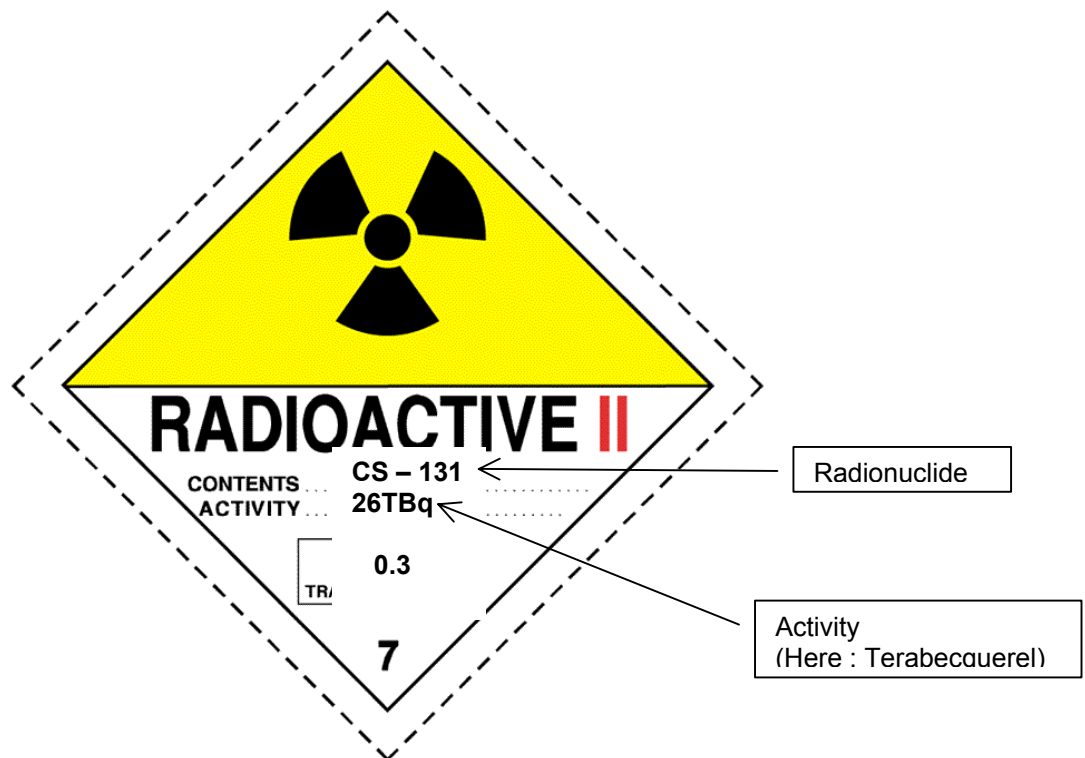 RADIOACTIVE II
CONTENTS ... CS – 131 ............
ACTIVITY ... 26TBq .........
0.3
TRA
7
Radionuclide
Activity
(Here : Terabecquerel)